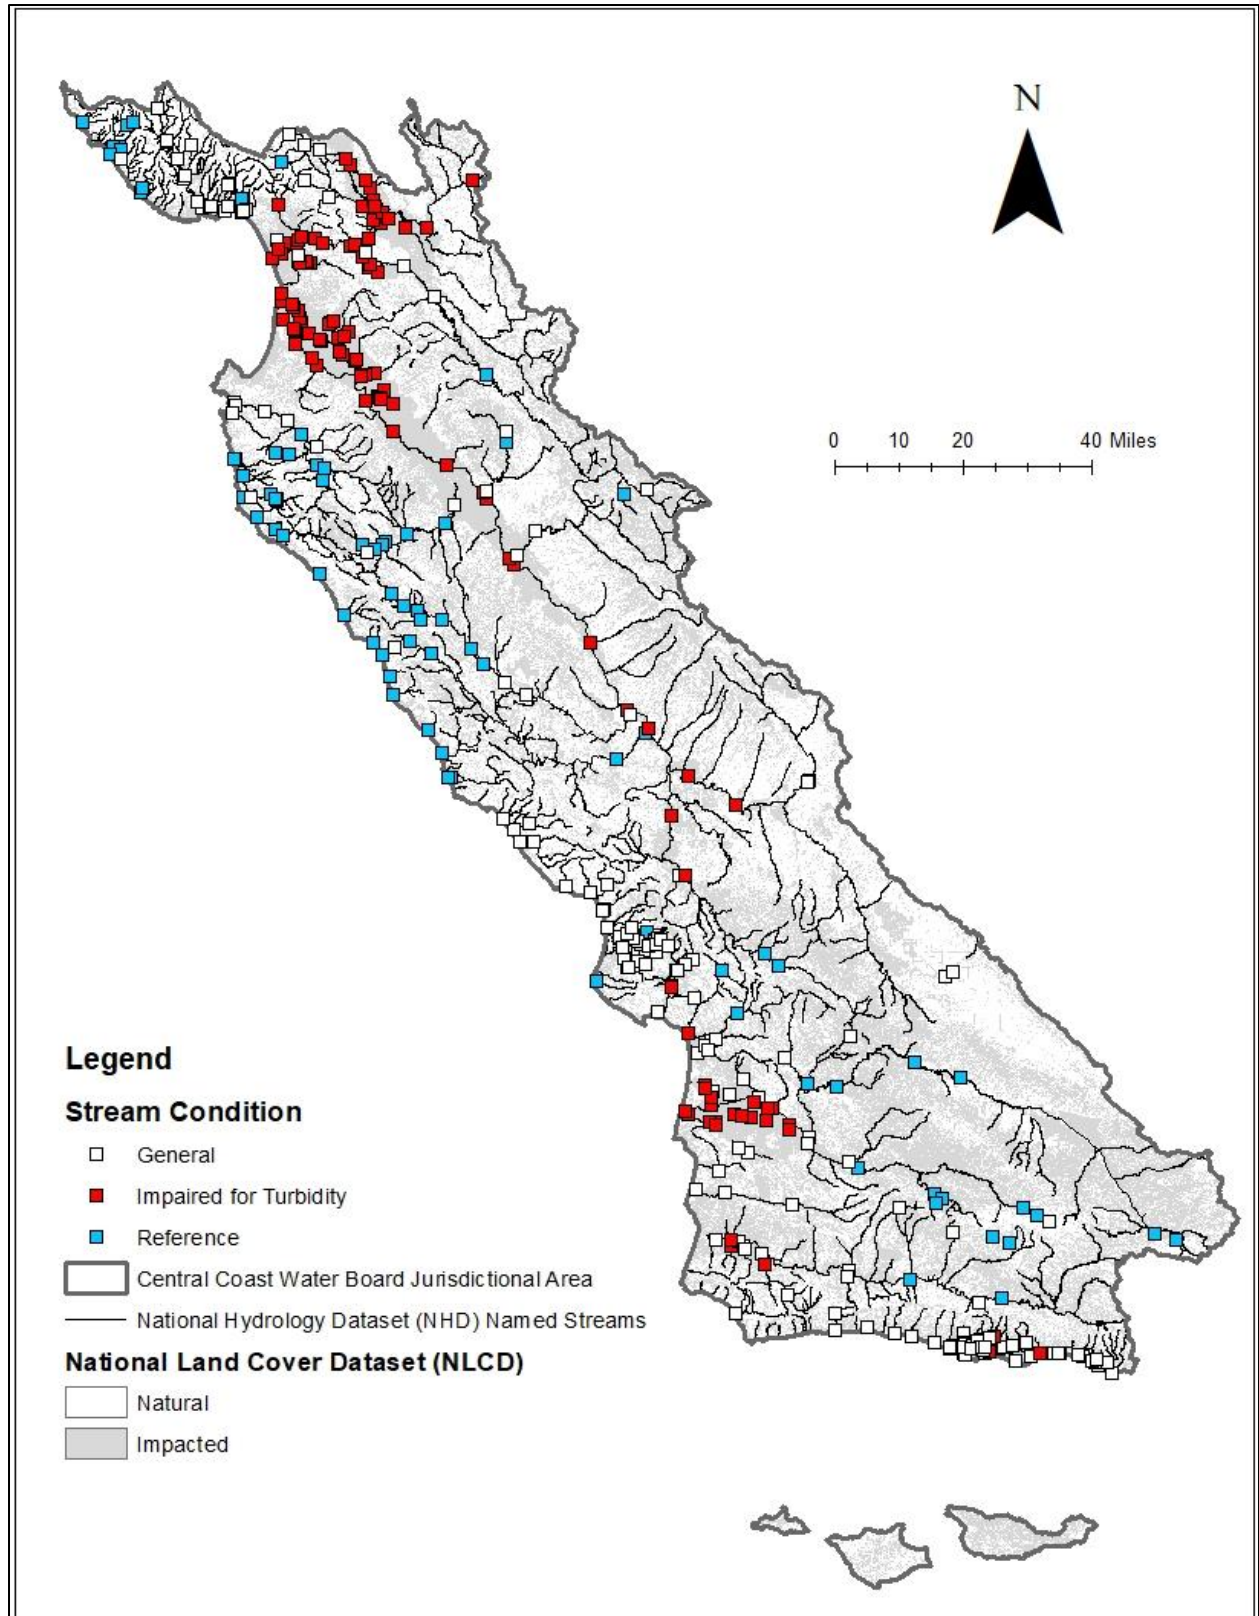 N
0 10 20 40 Miles
Legend
Stream Condition
General
Impaired for Turbidity
Reference
Central Coast Water Board Jurisdictional Area
National Hydrology Dataset (NHD) Named Streams
National Land Cover Dataset (NLCD)
Natural
Impacted